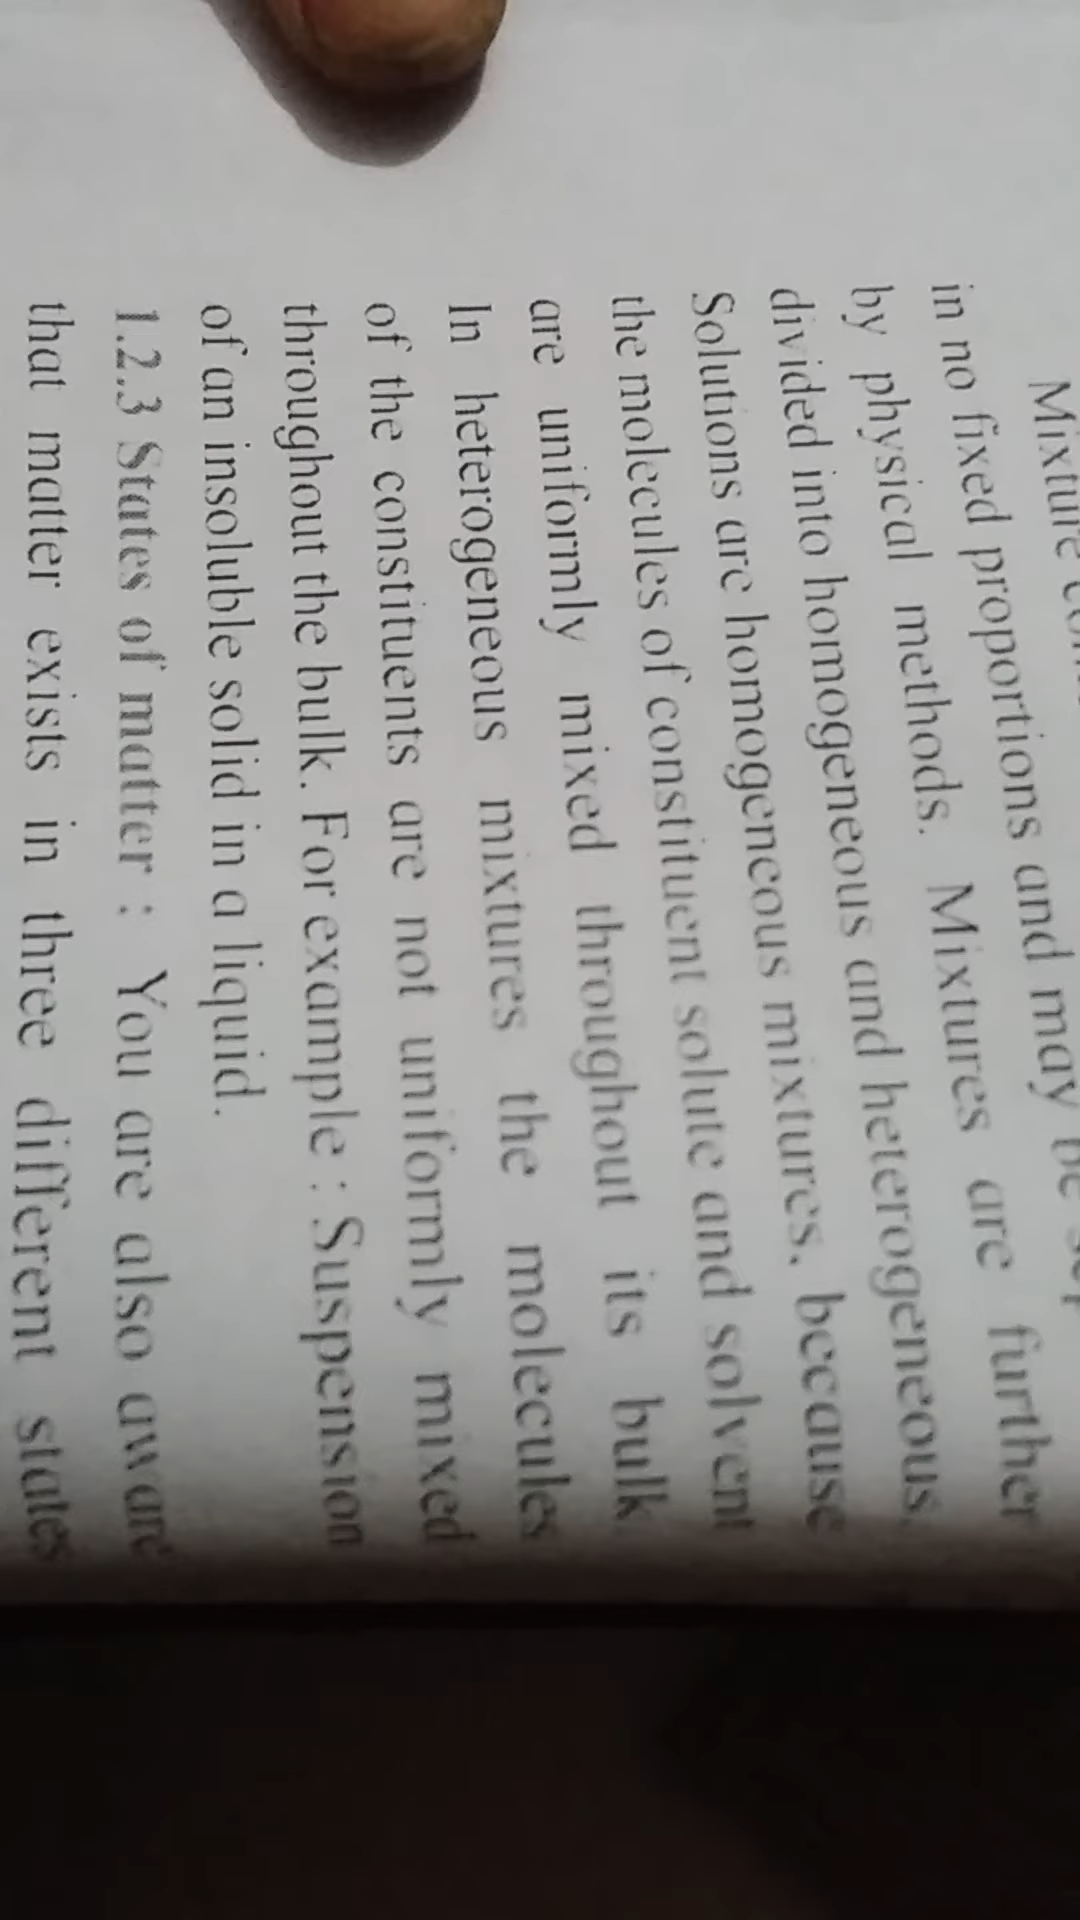 Mixture
in no fixed proportions and may be
by physical methods. Mixtures are further
divided into homogeneous and heterogeneous.
Solutions are homogeneous mixtures, because
the molecules of constituent solute and solvent
are uniformly mixed throughout its bulk.
In heterogeneous mixtures the molecules
of the constituents are not uniformly mixed
throughout the bulk. For example : Suspension
of an insoluble solid in a liquid.
1.2.3 States of matter : You are also aware
that matter exists in three different states